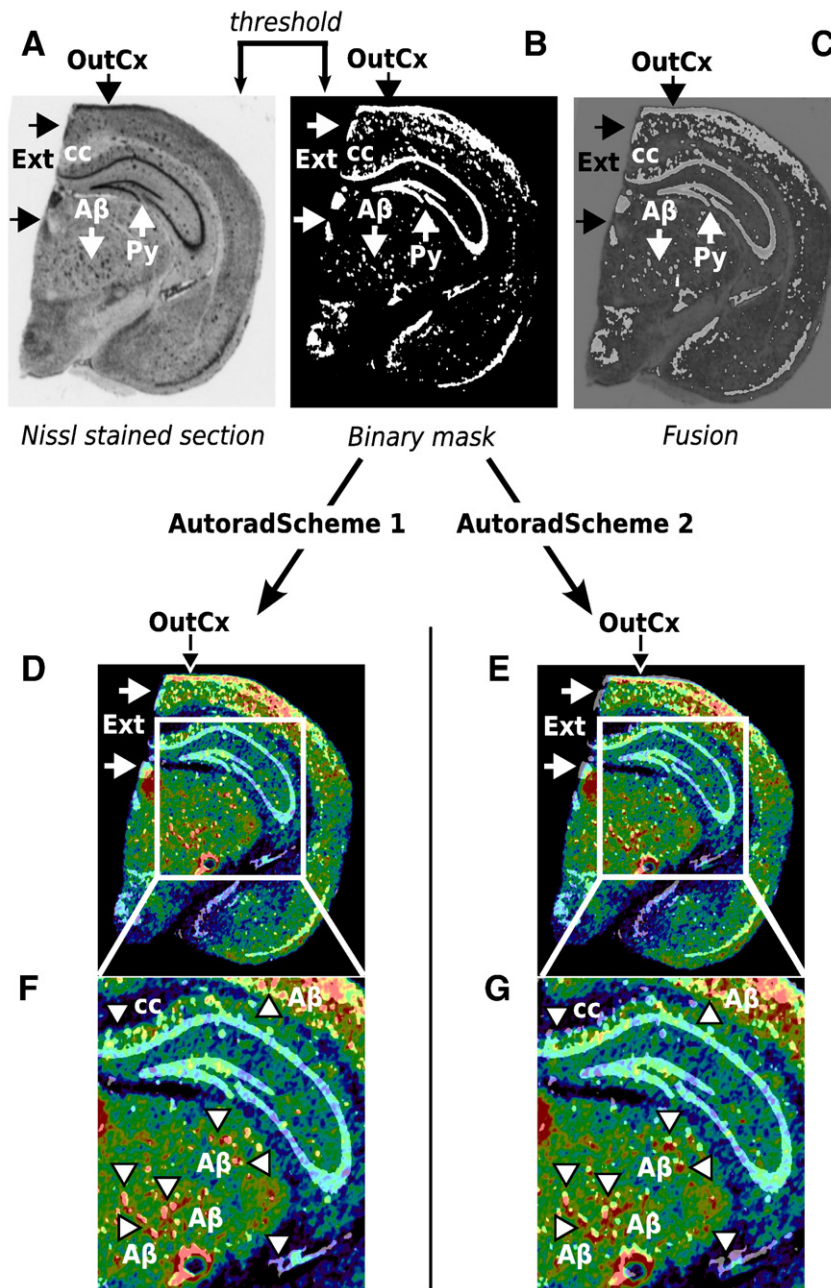 threshold
A
B
C
OutCx
OutCx
OutCx
Ext
cc
Aβ
Py
Ext
cc
Aβ
Py
Ext
cc
Aβ
Py
Nissl stained section
Binary mask
Fusion
AutoradScheme 1
AutoradScheme 2
OutCx
OutCx
D
E
Ext
Ext
F
cc
Aβ
Aβ
Aβ
Aβ
G
Aβ
Aβ
Aβ
Aβ